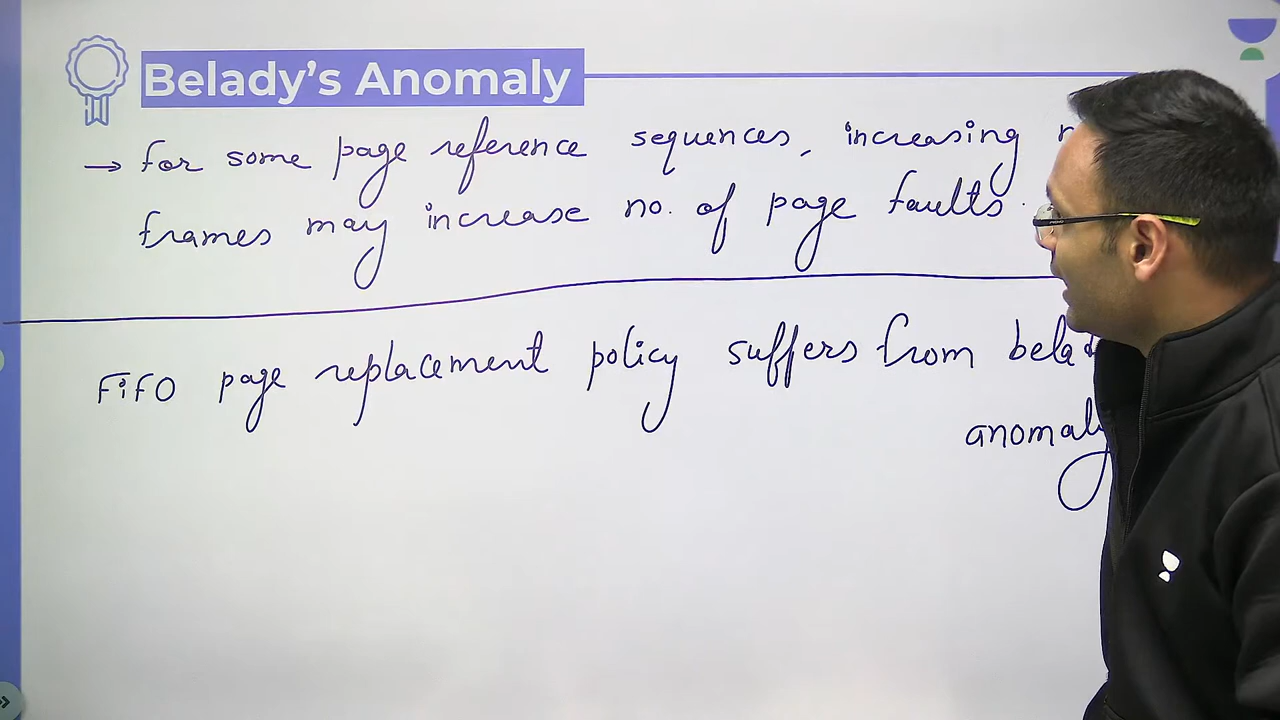 Belady's Anomaly
→ for some page reference sequences, increasing
frames may increase no. of page faults.
FiFO page replacement policy suffers from